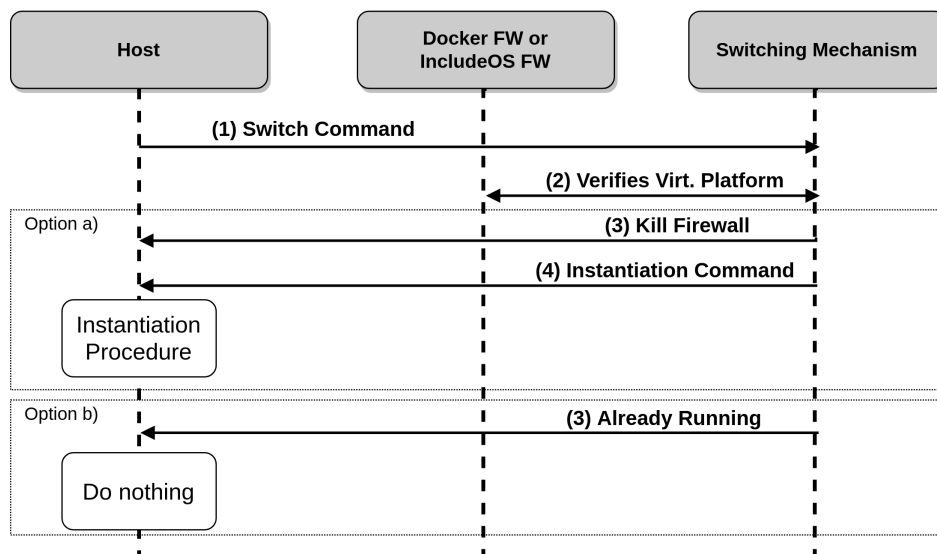 Host
Docker FW or
IncludeOS FW
Switching Mechanism
(1) Switch Command
(2) Verifies Virt. Platform
Option a)
(3) Kill Firewall
(4) Instantiation Command
Instantiation
Procedure
Option b)
(3) Already Running
Do nothing